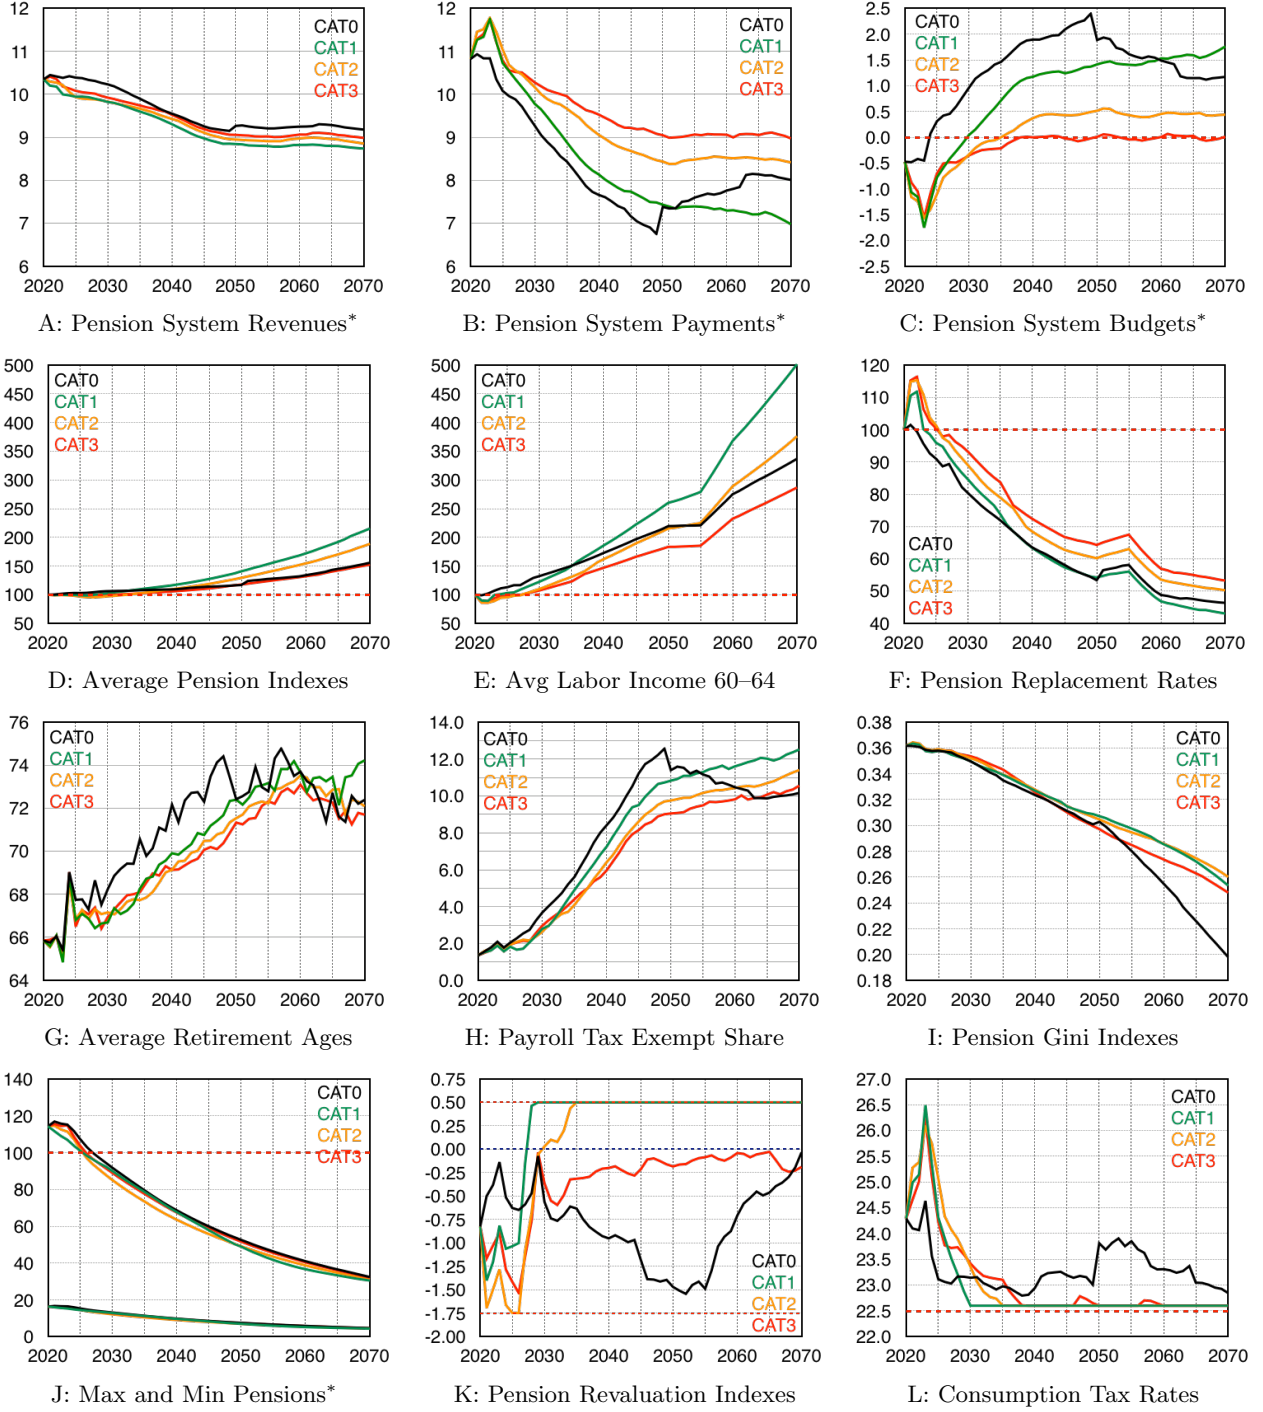 12
11
10
9
8
7
6
CAT0
CAT1
CAT2
CAT3
2020 2030 2040 2050 2060 2070
A: Pension System Revenues*
12
11
10
9
8
7
6
CAT0
CAT1
CAT2
CAT3
2020 2030 2040 2050 2060 2070
B: Pension System Payments*
2.5
2.0
1.5
1.0
0.5
0.0
-0.5
-1.0
-1.5
-2.0
-2.5
CAT0
CAT1
CAT2
CAT3
2020 2030 2040 2050 2060 2070
C: Pension System Budgets*
500
450
400
350
300
250
200
150
100
50
CAT0
CAT1
CAT2
CAT3
2020 2030 2040 2050 2060 2070
D: Average Pension Indexes
500
450
400
350
300
250
200
150
100
50
CAT0
CAT1
CAT2
CAT3
2020 2030 2040 2050 2060 2070
E: Avg Labor Income 60–64
120
110
100
90
80
70
60
50
40
CAT0
CAT1
CAT2
CAT3
2020 2030 2040 2050 2060 2070
F: Pension Replacement Rates
76
74
72
70
68
66
64
CAT0
CAT1
CAT2
CAT3
2020 2030 2040 2050 2060 2070
G: Average Retirement Ages
14.0
12.0
10.0
8.0
6.0
4.0
2.0
0.0
CAT0
CAT1
CAT2
CAT3
2020 2030 2040 2050 2060 2070
H: Payroll Tax Exempt Share
0.38
0.36
0.34
0.32
0.30
0.28
0.26
0.24
0.22
0.20
0.18
CAT0
CAT1
CAT2
CAT3
2020 2030 2040 2050 2060 2070
I: Pension Gini Indexes
140
120
100
80
60
40
20
0
CAT0
CAT1
CAT2
CAT3
2020 2030 2040 2050 2060 2070
J: Max and Min Pensions*
0.75
0.50
0.25
0.00
-0.25
-0.50
-0.75
-1.00
-1.25
-1.50
-1.75
-2.00
CAT0
CAT1
CAT2
CAT3
2020 2030 2040 2050 2060 2070
K: Pension Revaluation Indexes
27.0
26.5
26.0
25.5
25.0
24.5
24.0
23.5
23.0
22.5
22.0
CAT0
CAT1
CAT2
CAT3
2020 2030 2040 2050 2060 2070
L: Consumption Tax Rates